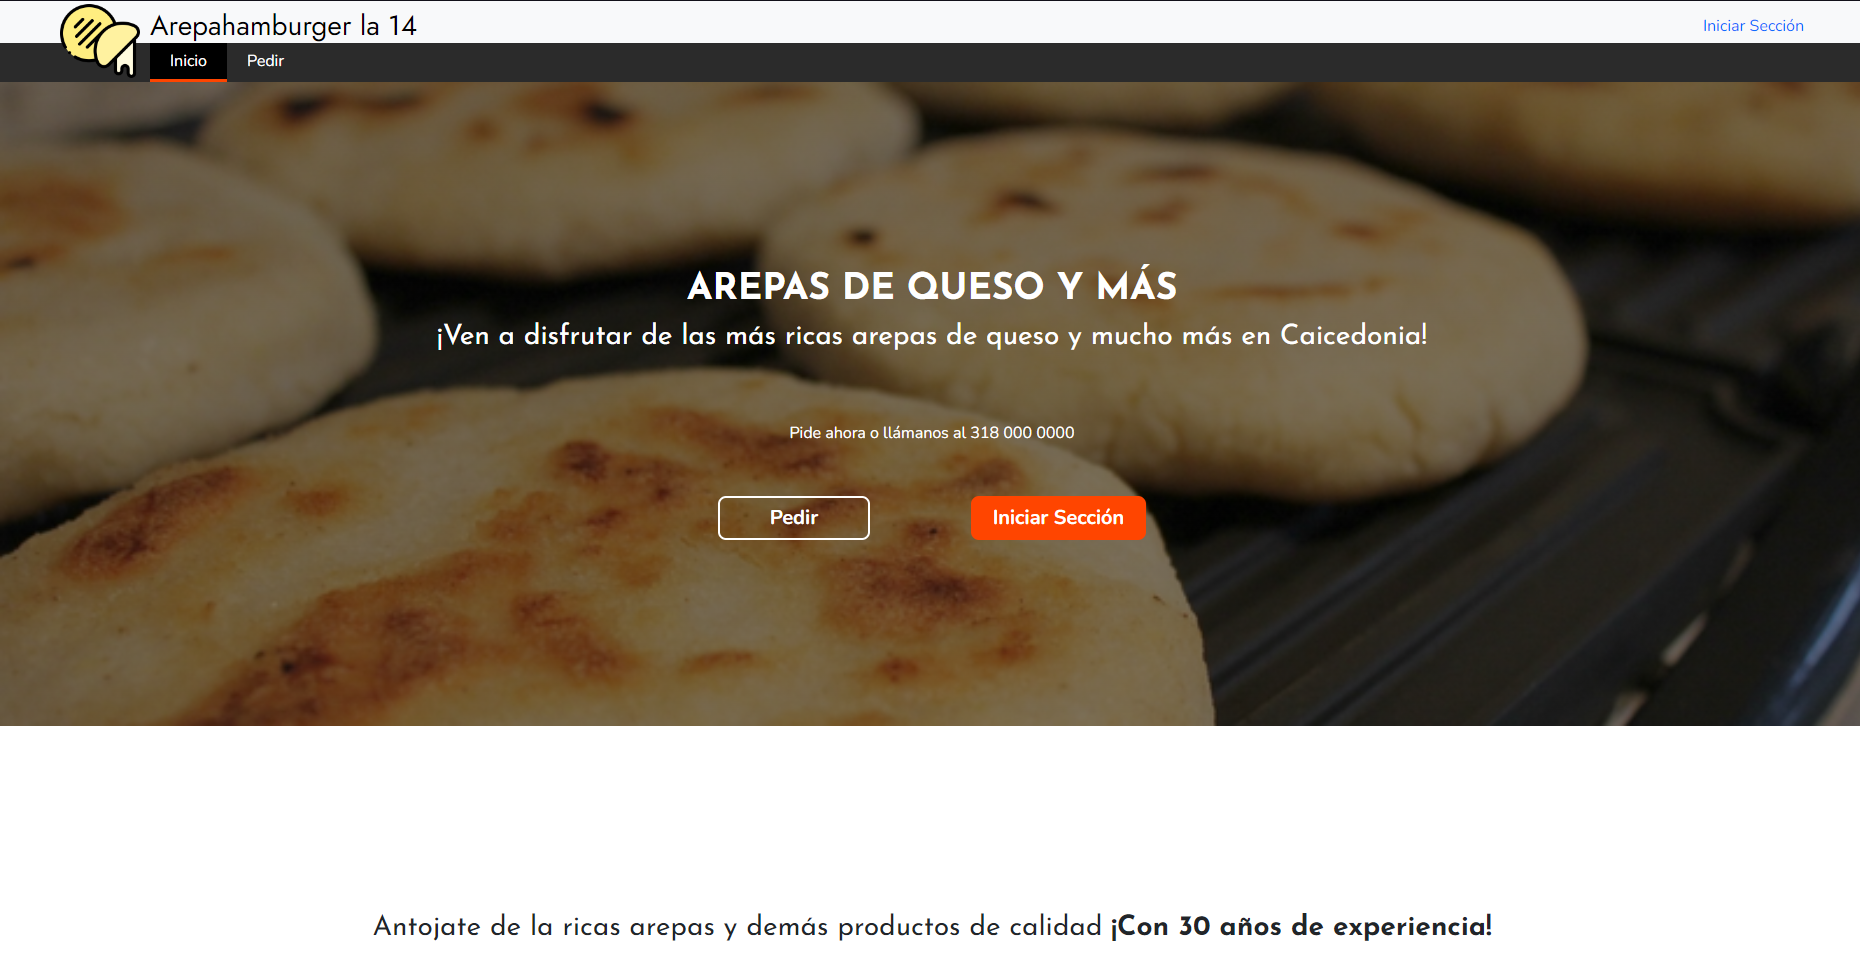 Arepahamburger la 14
Iniciar Sección
Inicio
Pedir
AREPAS DE QUESO Y MÁS
¡Ven a disfrutar de las más ricas arepas de queso y mucho más en Caicedonia!
Pide ahora o llámanos al 318 000 0000
Pedir
Iniciar Sección
Antojate de la ricas arepas y demás productos de calidad ¡Con 30 años de experiencia!